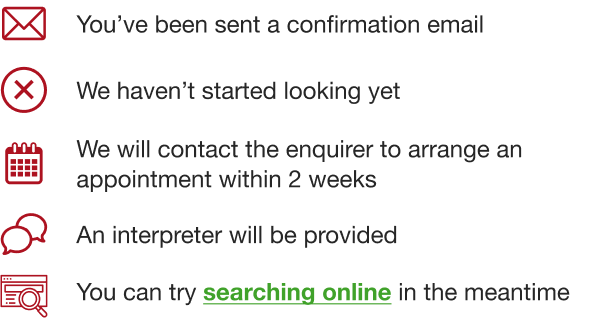 You’ve been sent a confirmation email
We haven’t started looking yet
We will contact the enquirer to arrange an
appointment within 2 weeks
An interpreter will be provided
You can try searching online in the meantime